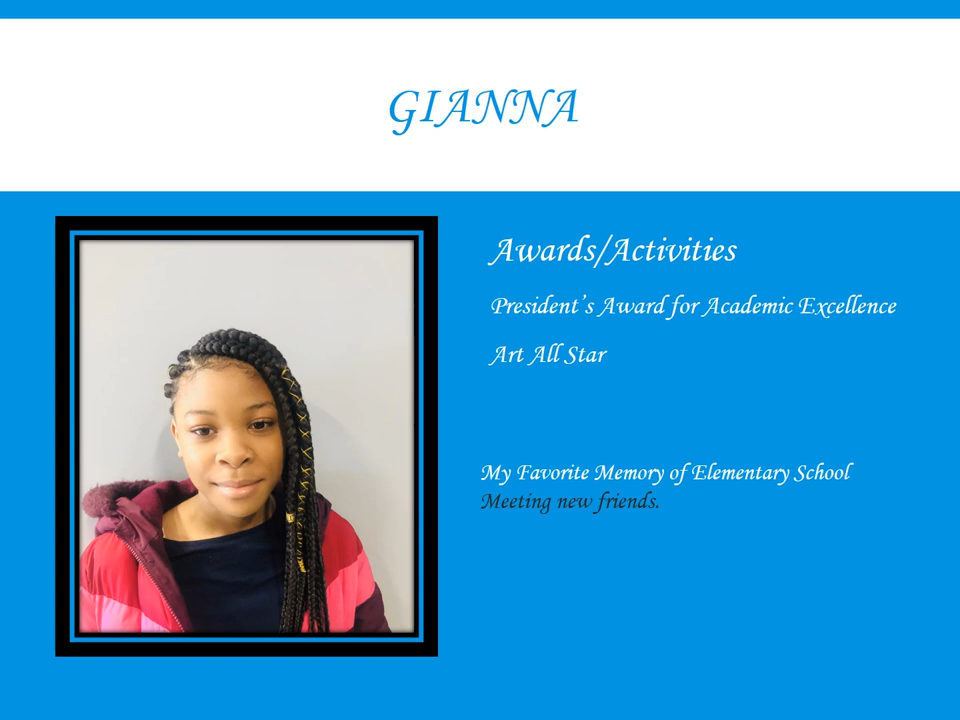 GIANNA
Awards/Activities
President’s Award for Academic Excellence
Art All Star
My Favorite Memory of Elementary School
Meeting new friends.